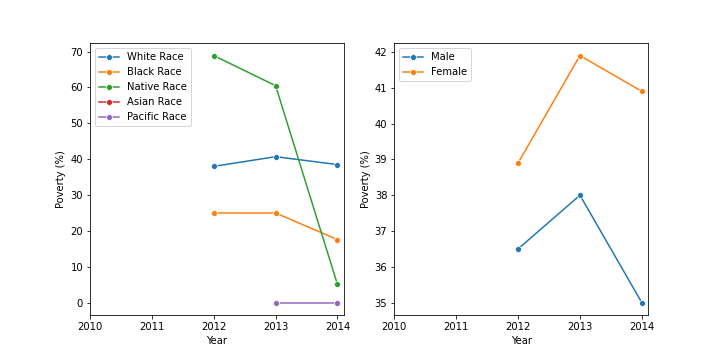 White Race
Black Race
Native Race
Asian Race
Pacific Race
70
60
50
40
30
20
10
0
Poverty (%)
2010 2011 2012 2013 2014
Year
Male
Female
42
41
40
39
38
37
36
35
Poverty (%)
2010 2011 2012 2013 2014
Year